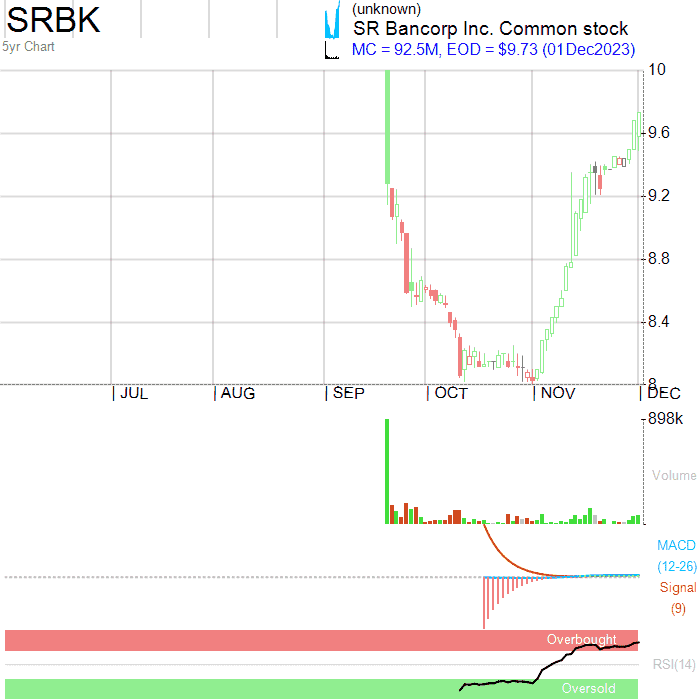 SRBK
5yr Chart
(unknown)
SR Bancorp Inc. Common stock
MC = 92.5M, EOD = $9.73 (01Dec2023)
10
9.6
9.2
8.8
8.4
8
JUL AUG SEP OCT NOV DEC
898k
Volume
MACD
(12-26)
Signal
(9)
Overbought
RSI(14)
Oversold